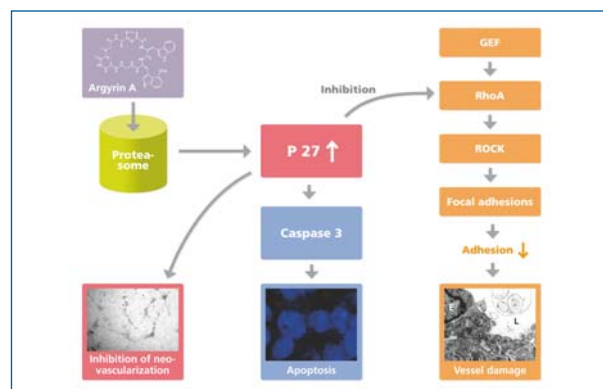 Argyrin A
Protea-
some
P 27 ↑
Inhibition
GEF
RhoA
ROCK
Focal adhesions
Adhesion ↓
Caspase 3
Inhibition of neo-
vascularization
Apoptosis
E
L
Vessel damage